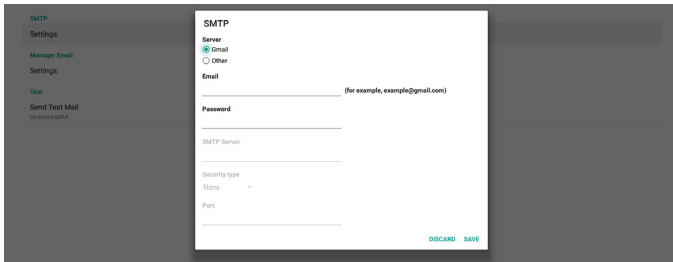 SMTP
Settings
Manager Email
Settings
Test
Send Test Mail
Unsuccessful
SMTP
Server
Gmail
Other
Email
(for example, example@gmail.com)
Password
SMTP Server
Security type
None
Port
DISCARD SAVE